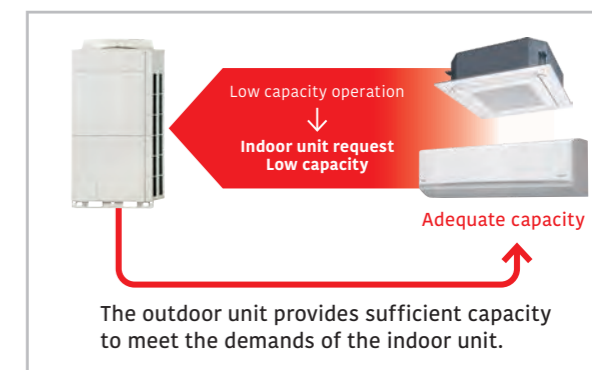 Low capacity operation
Indoor unit request
Low capacity
Adequate capacity
The outdoor unit provides sufficient capacity
to meet the demands of the indoor unit.